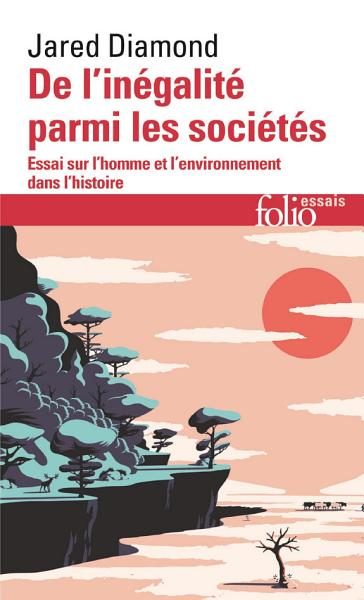 Jared Diamond
De l'inégalité
parmi les sociétés
Essai sur l'homme et l'environnement
dans l'histoire
essais
folio